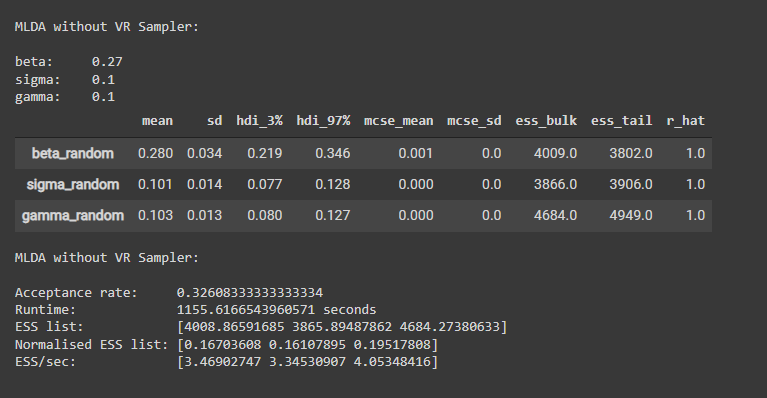 MLDA without VR Sampler:
beta: 0.27
sigma: 0.1
gamma: 0.1
mean sd hdi_3% hdi_97% mcse_mean mcse_sd ess_bulk ess_tail r_hat
beta_random 0.280 0.034 0.219 0.346 0.001 0.0 4009.0 3802.0 1.0
sigma_random 0.101 0.014 0.077 0.128 0.000 0.0 3866.0 3906.0 1.0
gamma_random 0.103 0.013 0.080 0.127 0.000 0.0 4684.0 4949.0 1.0
MLDA without VR Sampler:
Acceptance rate: 0.32608333333333334
Runtime: 1155.6166543960571 seconds
ESS list: [4008.86591685 3865.89487862 4684.27380633]
Normalised ESS list: [0.16703608 0.16107895 0.19517808]
ESS/sec: [3.46902747 3.34530907 4.05348416]